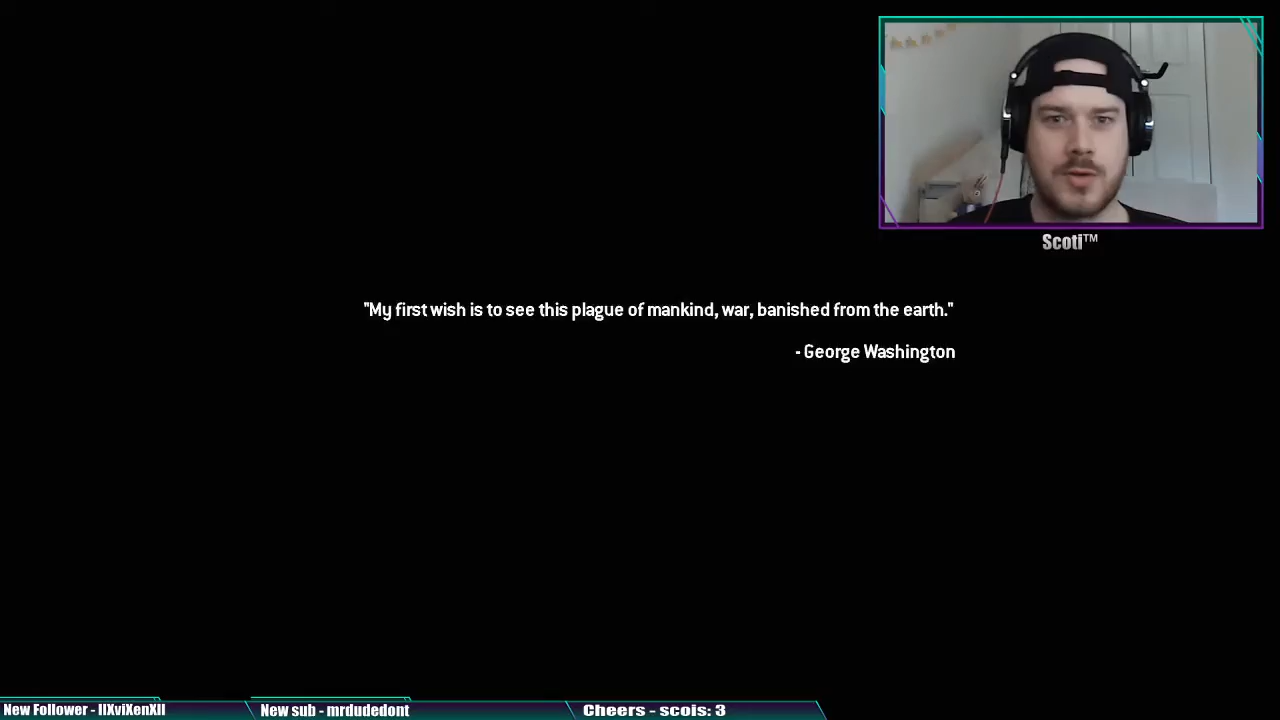 Scoti™
"My first wish is to see this plague of mankind, war, banished from the earth."
- George Washington
New Follower - IIXviXenXII
New sub - mrdudedont
Cheers - scois: 3